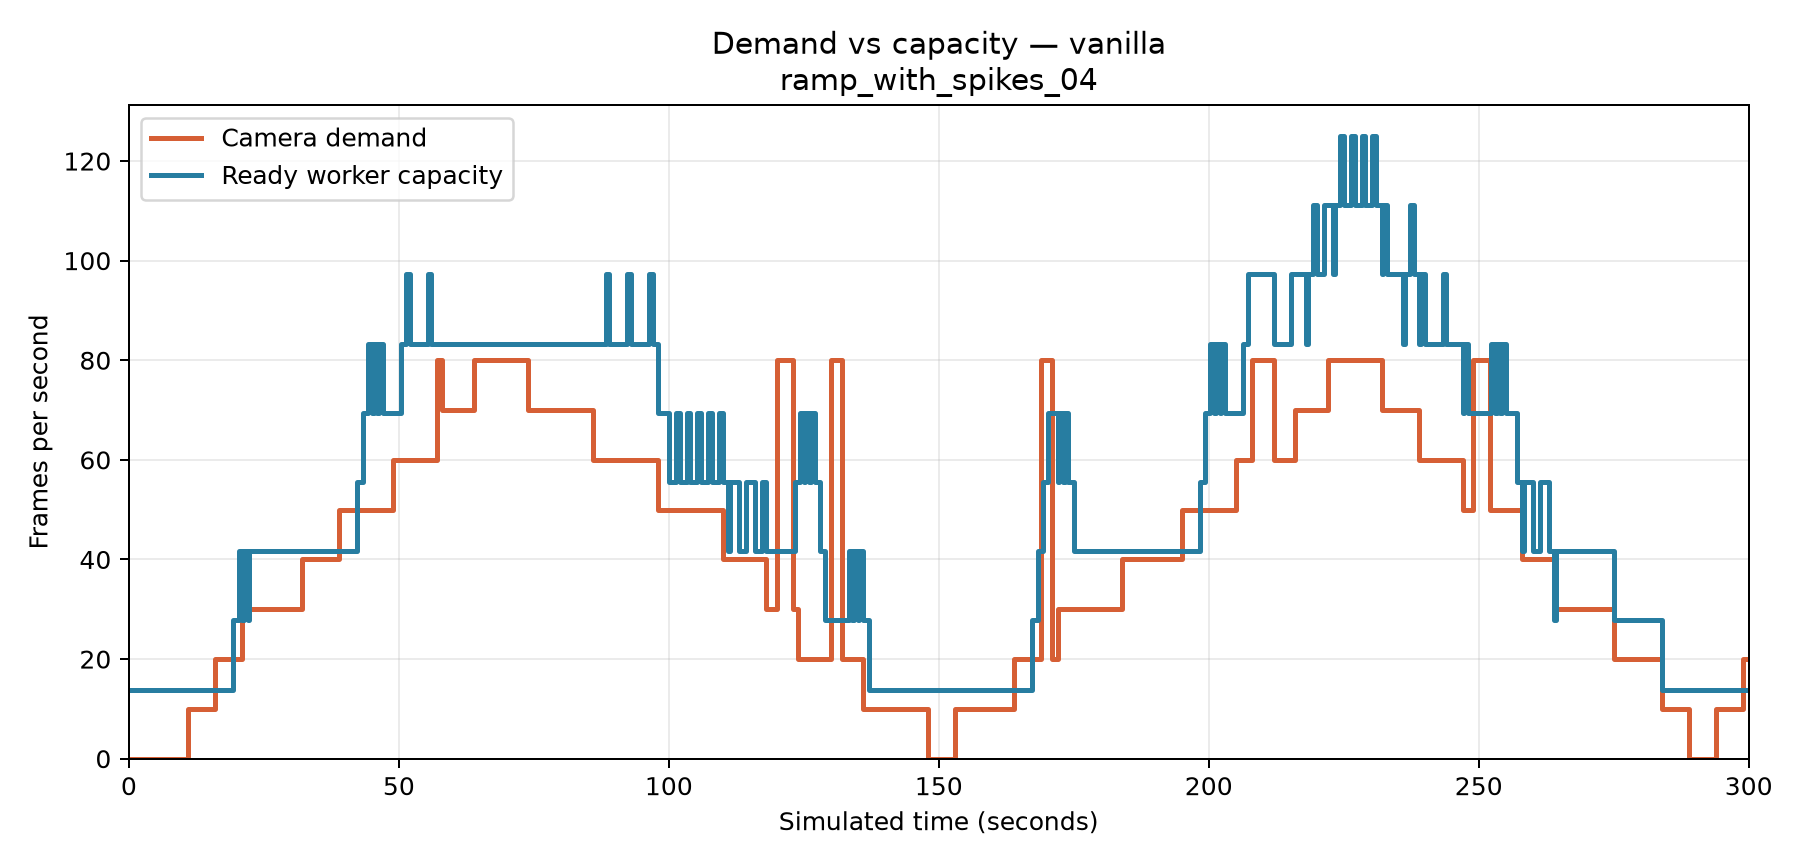 Demand vs capacity — vanilla
ramp_with_spikes_04
Camera demand
Ready worker capacity
Frames per second
120
100
80
60
40
20
0
0 50 100 150 200 250 300
Simulated time (seconds)